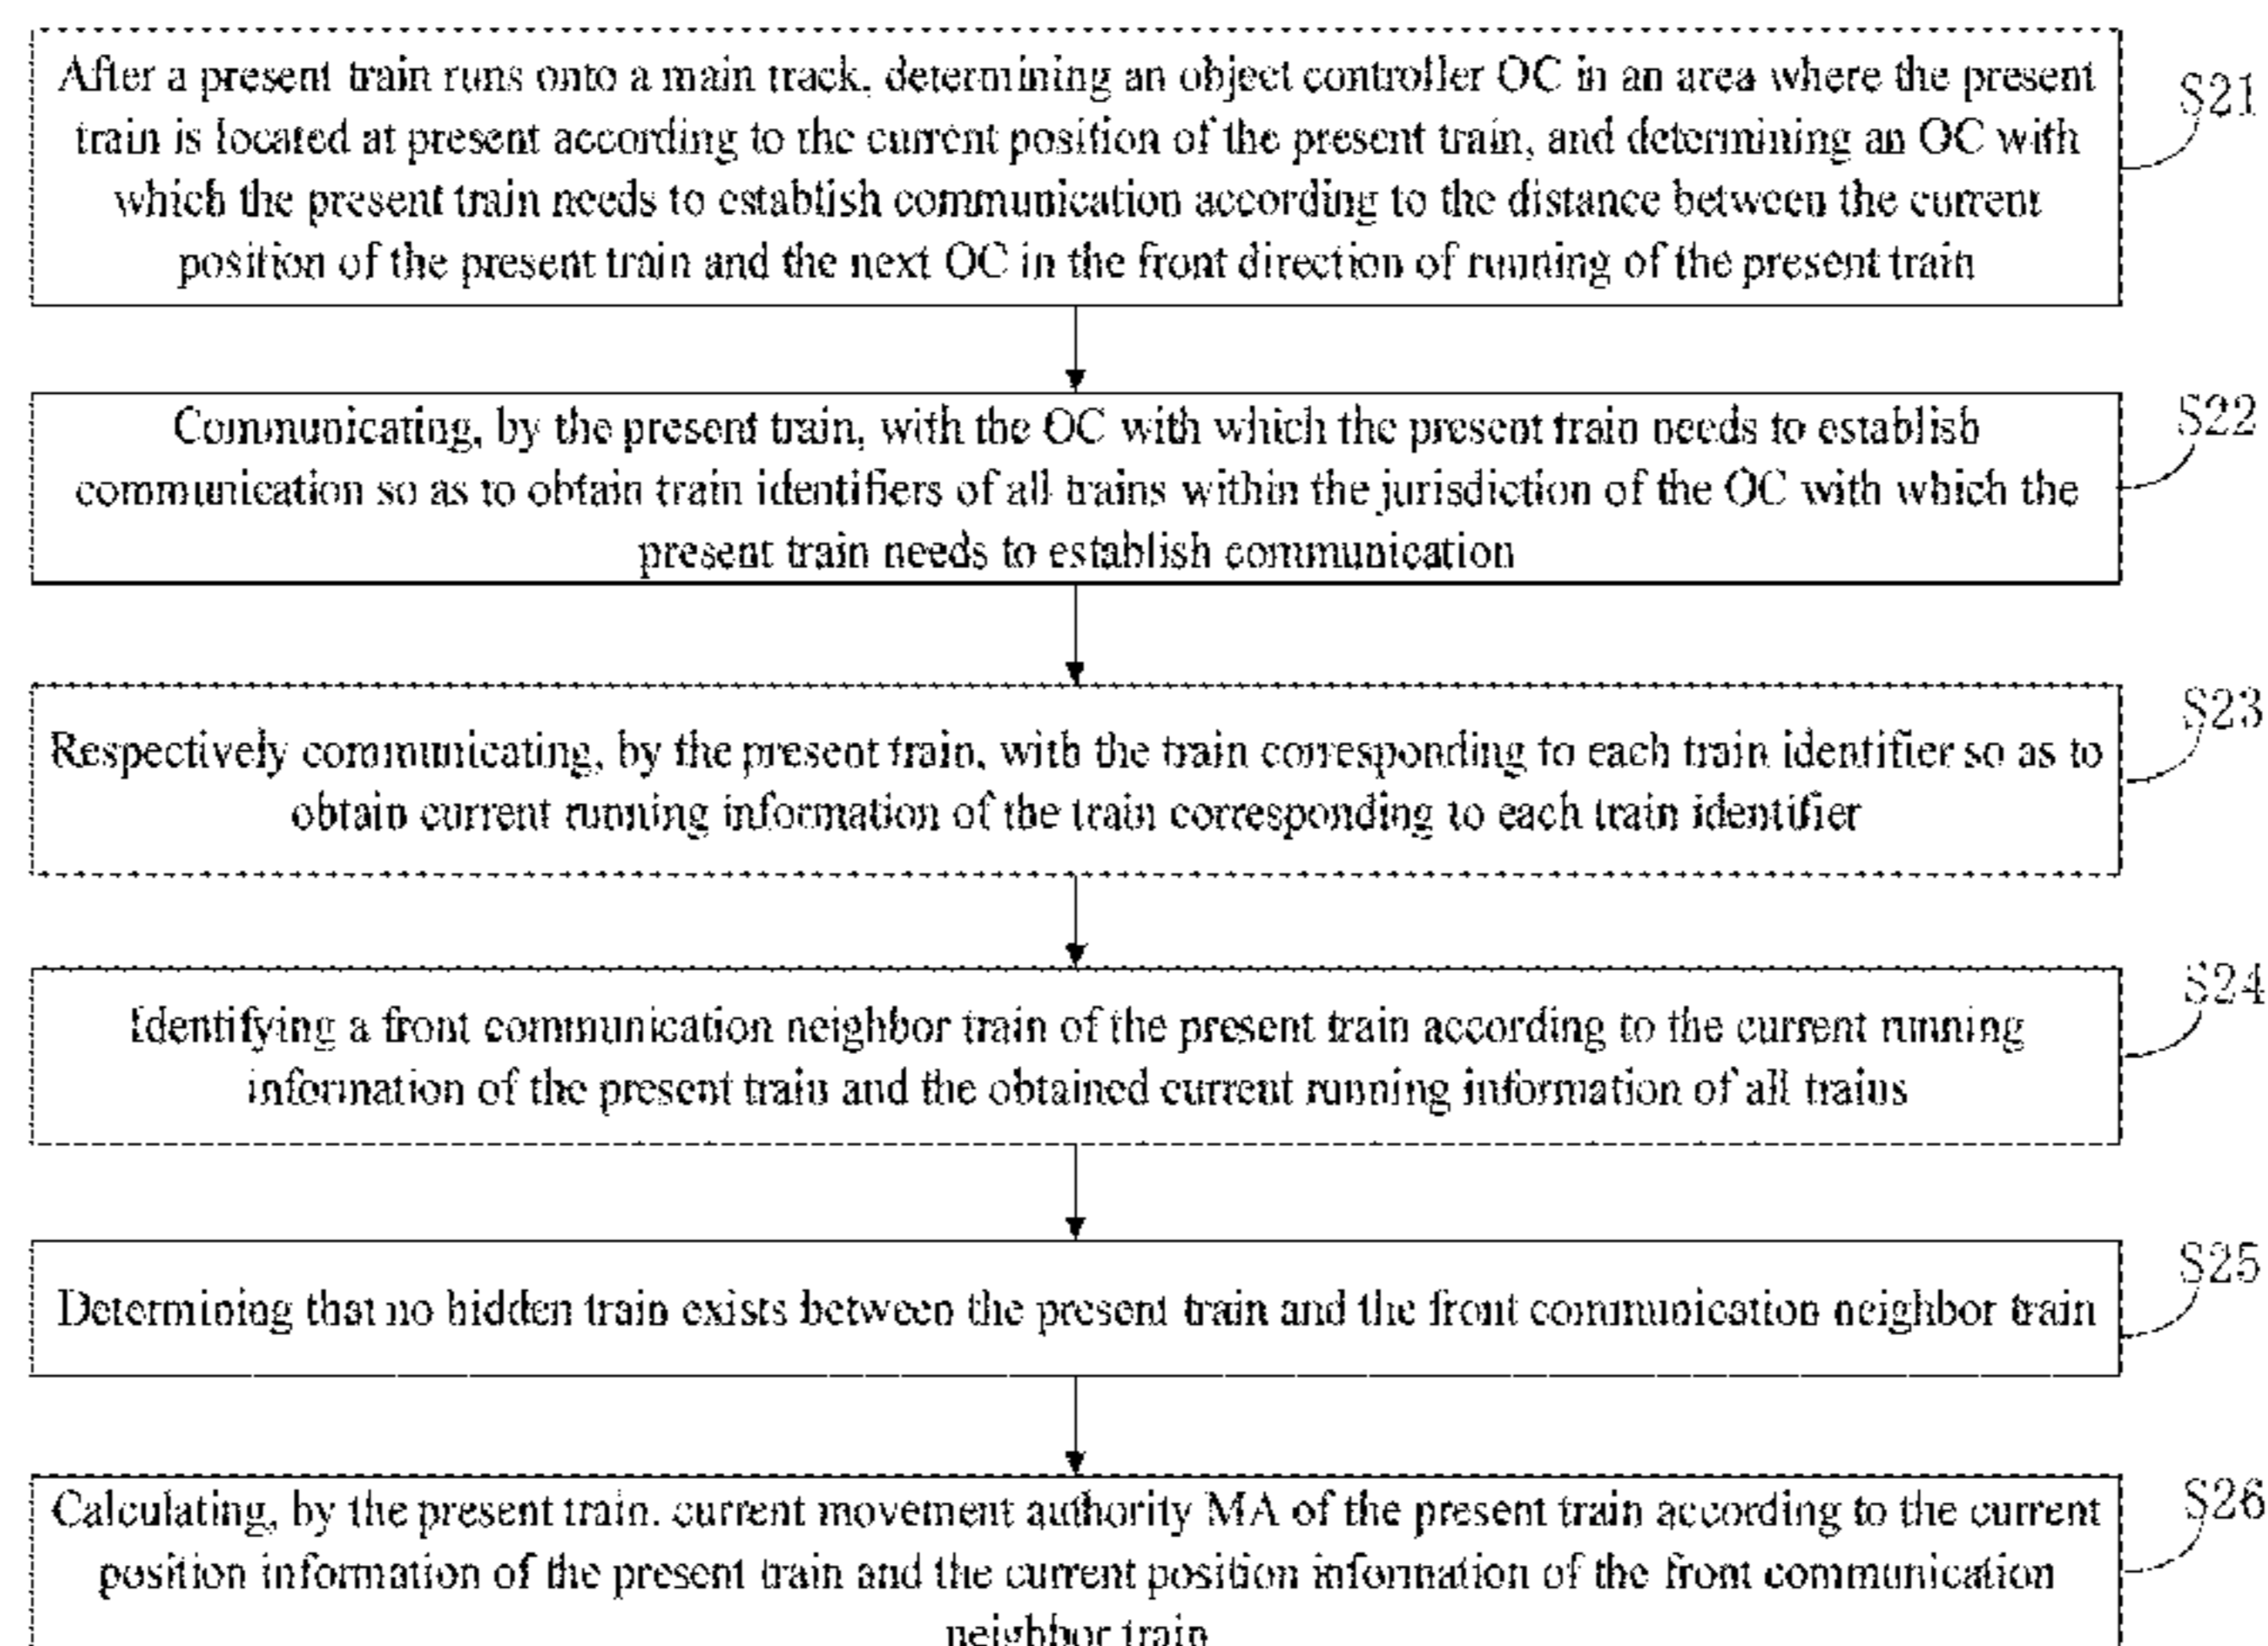 After a present train runs onto a main track, determining an object controller OC in an area where the present
train is located at present according to the current position of the present train, and determining an OC with
which the present train needs to establish communication according to the distance between the current
position of the present train and the next OC in the front direction of running of the present train
S21
Communicating, by the present train, with the OC with which the present train needs to establish
communication so as to obtain train identifiers of all trains within the jurisdiction of the OC with which the
present train needs to establish communication
S22
Respectively communicating, by the present train, with the train corresponding to each train identifier so as to
obtain current running information of the train corresponding to each train identifier
S23
Identifying a front communication neighbor train of the present train according to the current running
information of the present train and the obtained current running information of all trains
S24
Determining that no hidden train exists between the present train and the front communication neighbor train
S25
Calculating, by the present train. current movement authority MA of the present train according to the current
position information of the present train and the current position information of the front communication
neighbor train
S26